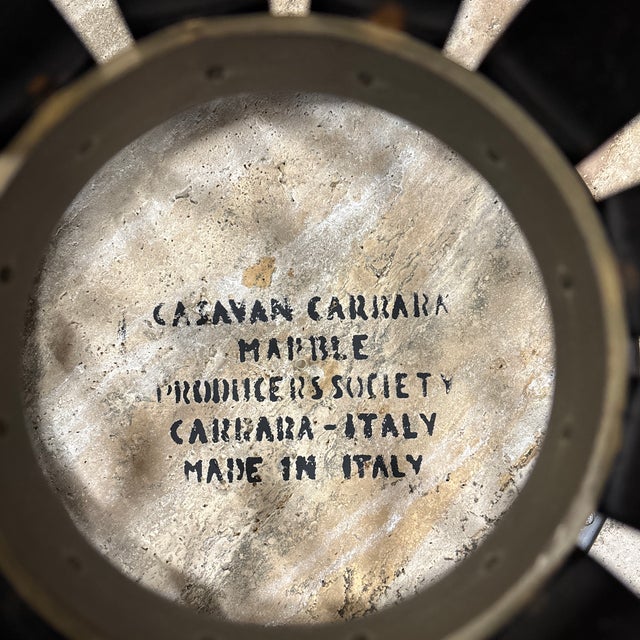 CASAVAN CARRARA
MARBLE
PRODUCERS SOCIETY
CARRARA - ITALY
MADE IN ITALY